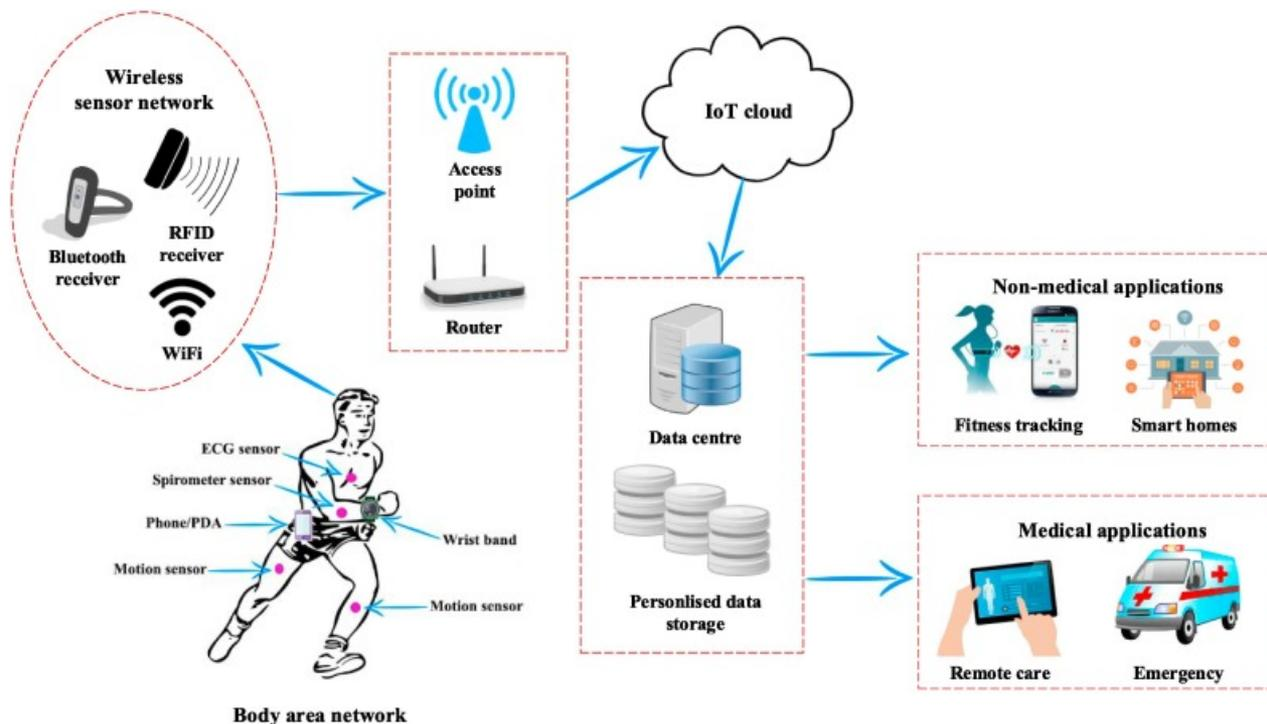 Wireless
sensor network
RFID
receiver
Bluetooth
receiver
WiFi
Access
point
Router
IoT cloud
Data centre
Personlised data
storage
Non-medical applications
Fitness tracking
Smart homes
Medical applications
Remote care
Emergency
ECG sensor
Spirometer sensor
Phone/PDA
Wrist band
Motion sensor
Motion sensor
Body area network